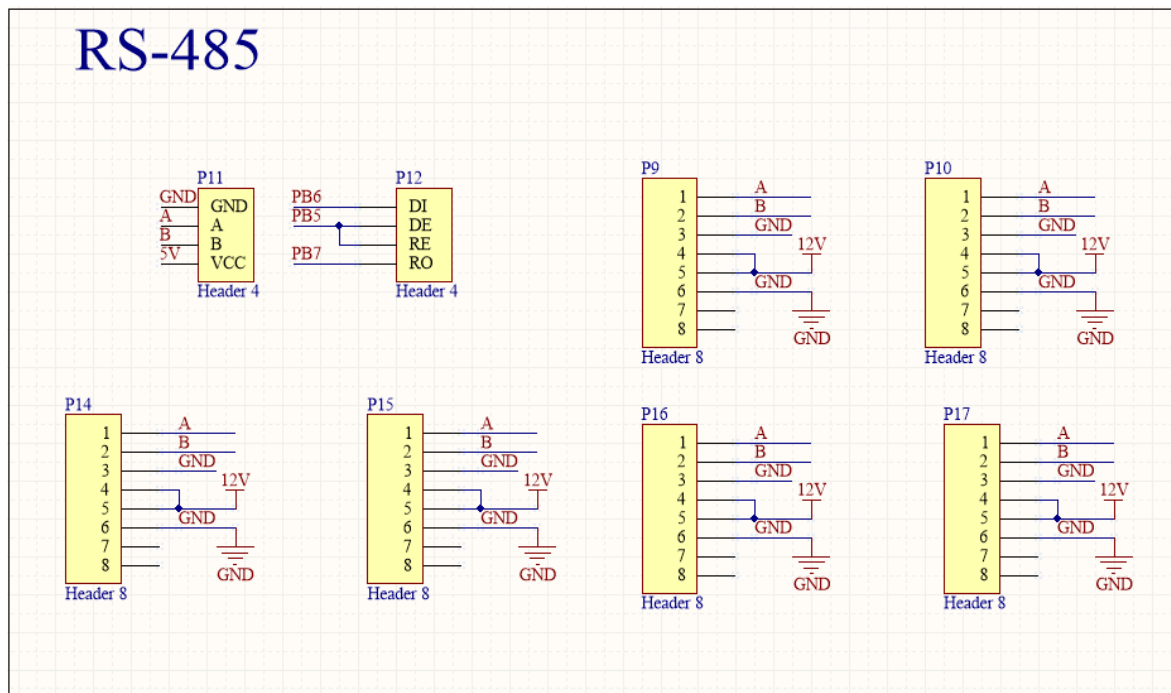 RS-485
P11
GND GND
A A
B B
5V VCC
Header 4
P12
PB6 DI
PB5 DE
RE
PB7 RO
Header 4
P9
1 A
2 B
3 GND
4 12V
5
6 GND
7
8 GND
Header 8
P10
1 A
2 B
3 GND
4 12V
5
6 GND
7
8 GND
Header 8
P14
1 A
2 B
3 GND
4 12V
5
6 GND
7
8 GND
Header 8
P15
1 A
2 B
3 GND
4 12V
5
6 GND
7
8 GND
Header 8
P16
1 A
2 B
3 GND
4 12V
5
6 GND
7
8 GND
Header 8
P17
1 A
2 B
3 GND
4 12V
5
6 GND
7
8 GND
Header 8